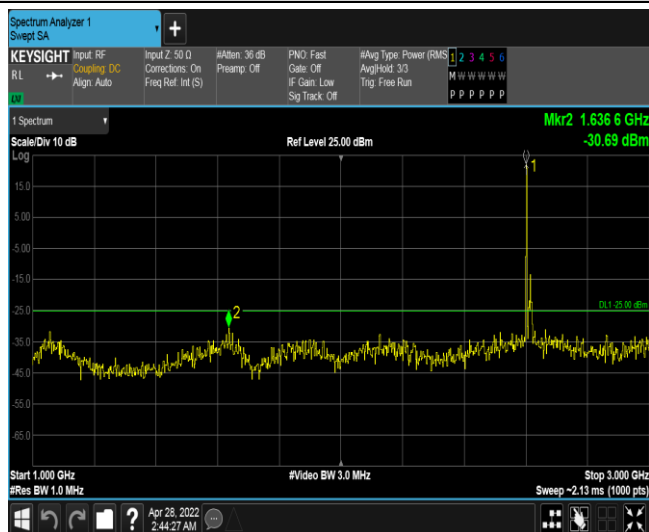 Spectrum Analyzer 1
Swept SA
+
KEYSIGHT
RL
Input: RF
Coupling: DC
Align: Auto
Input Z: 50 Ω
Corrections: On
Freq Ref: Int (S)
#Atten: 36 dB
Preamp: Off
PNO: Fast
Gate: Off
IF Gain: Low
Sig Track: Off
#Avg Type: Power (RMS
Avg|Hold: 3/3
Trig: Free Run
1 2 3 4 5 6
M W W W W W
P P P P P P
1 Spectrum
Mkr2 1.636 6 GHz
Scale/Div 10 dB
Ref Level 25.00 dBm
-30.69 dBm
Log
1
15.0
5.00
-5.00
-15.0
DL1 -25.00 dBm
-25.0
2
-35.0
-45.0
-55.0
-65.0
Start 1.000 GHz
#Video BW 3.0 MHz
Stop 3.000 GHz
#Res BW 1.0 MHz
Sweep ~2.13 ms (1000 pts)
?
Apr 28, 2022
2:44:27 AM